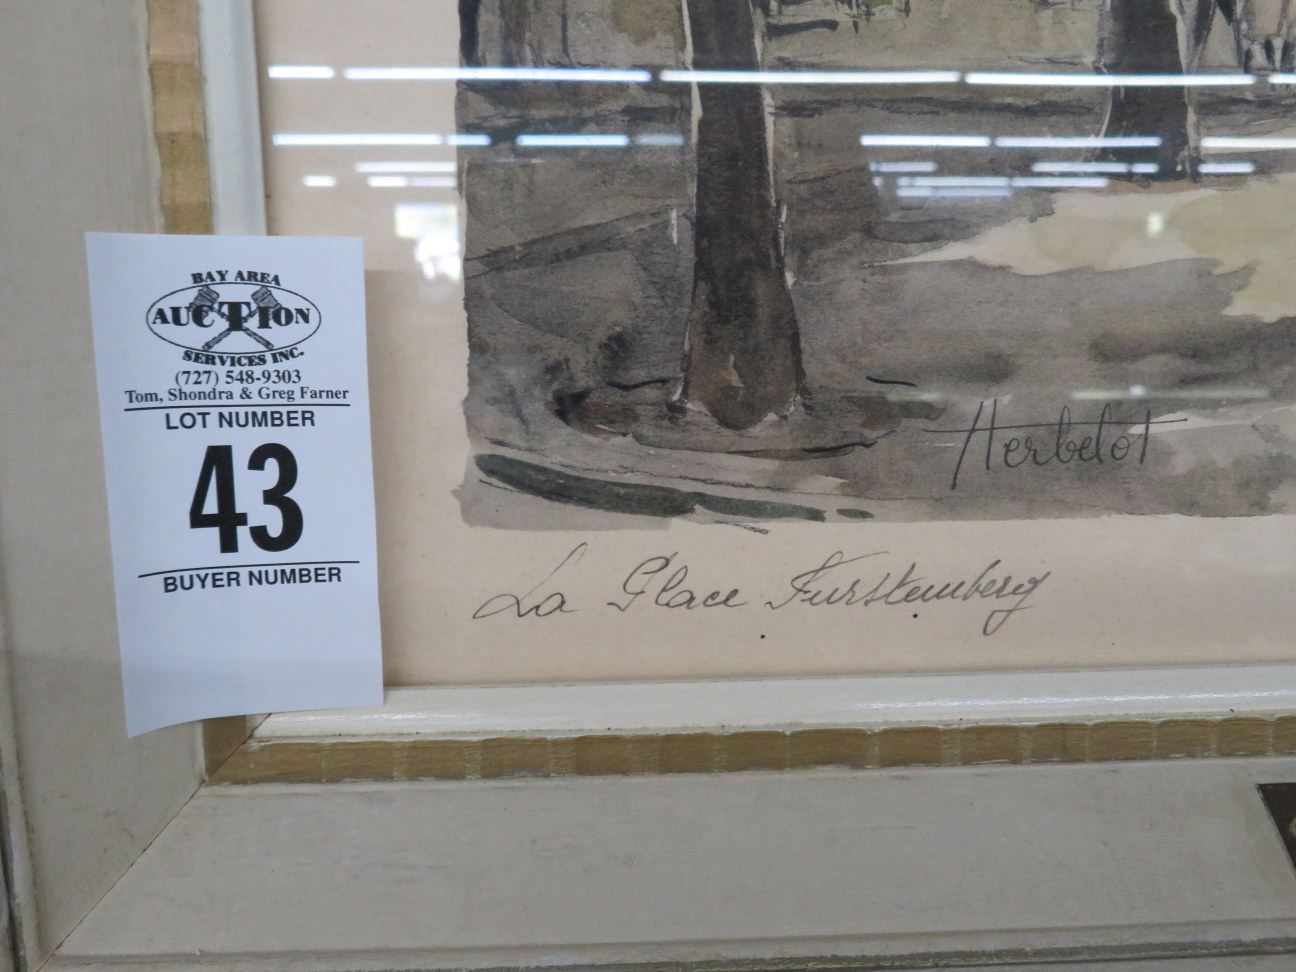 BAY AREA
AUCTION
SERVICES INC.
(727) 548-9303
Tom, Shondra & Greg Farner
LOT NUMBER
43
BUYER NUMBER
Herbelot
La Place Furstemberg